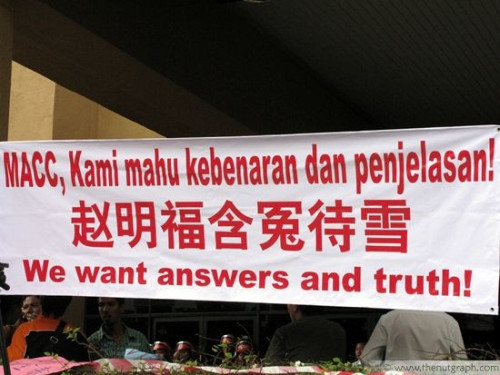 MACC, Kami mahu kebenaran dan penjelasan!
赵明福含冤待雪
We want answers and truth!
© www.thenutgraph.com